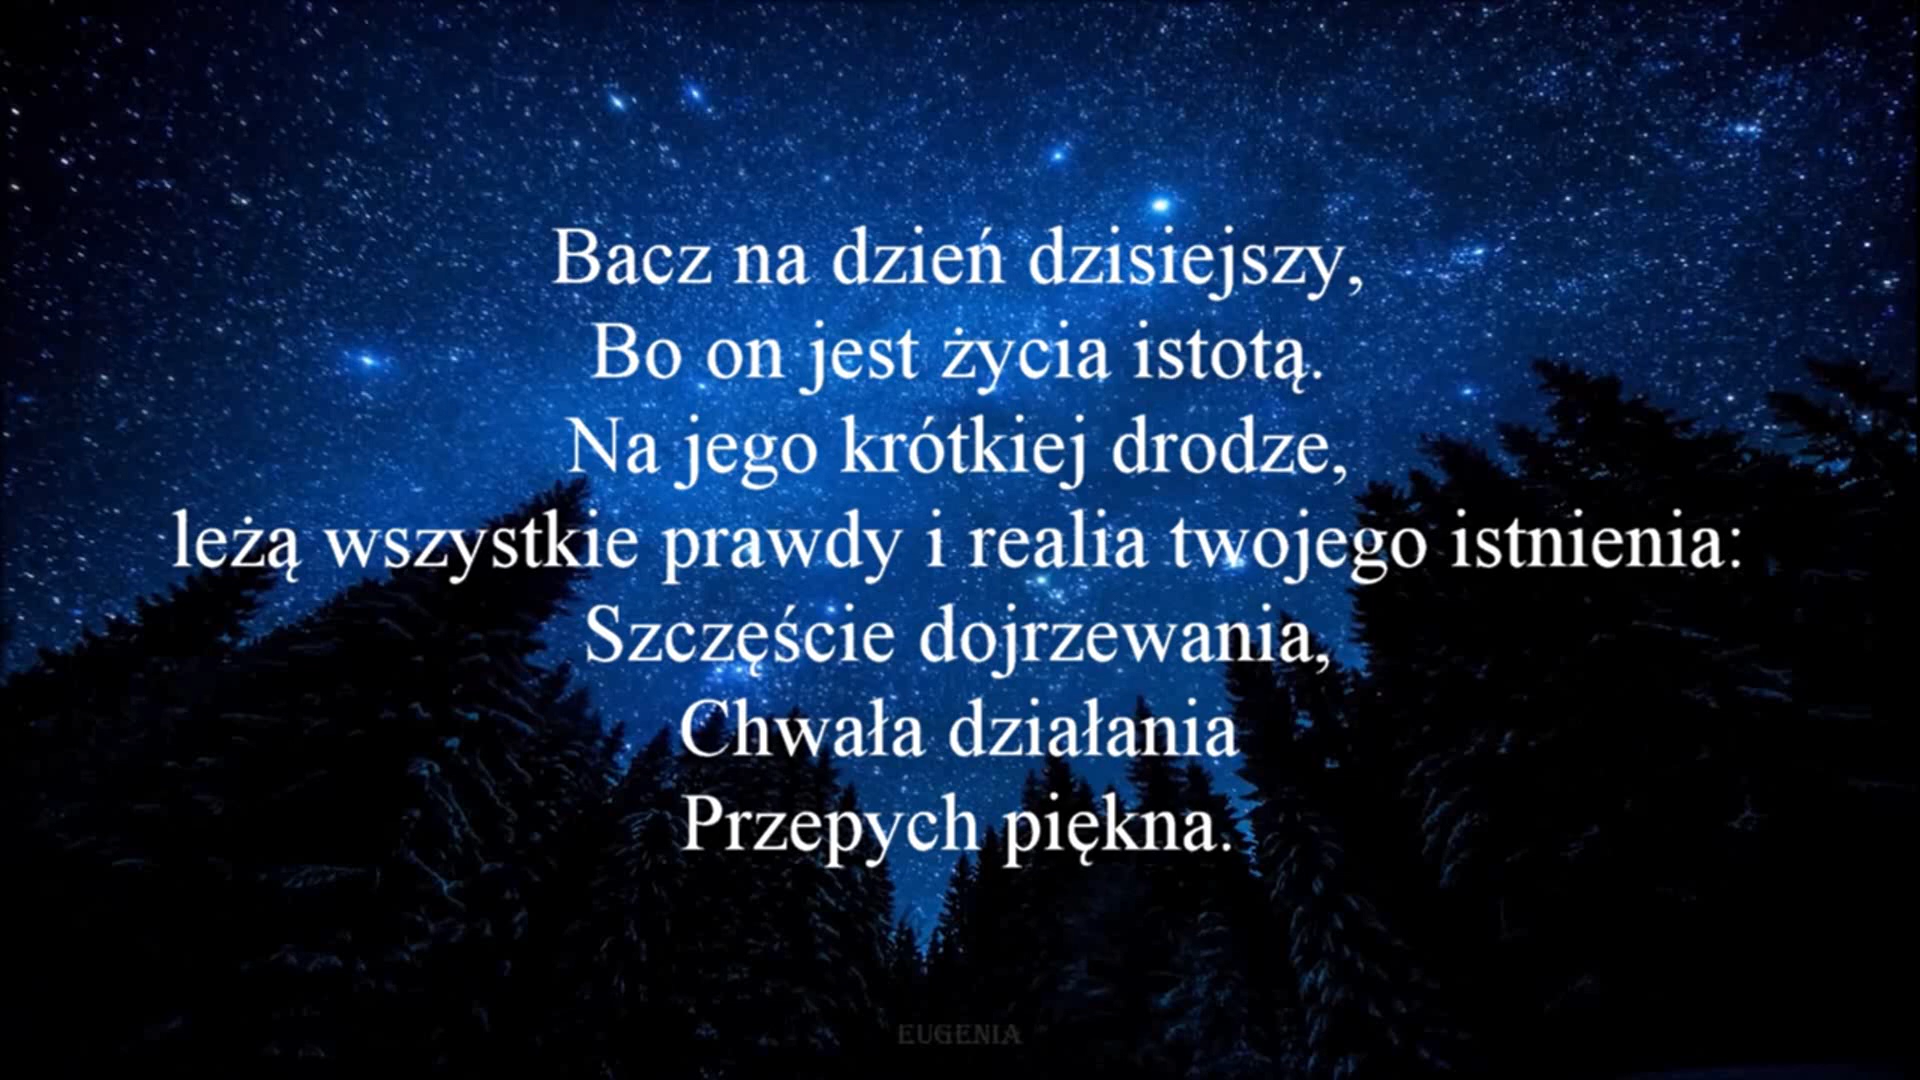 Bacz na dzień dzisiejszy,
Bo on jest życia istotą.
Na jego krótkiej drodze,
leżą wszystkie prawdy i realia twojego istnienia:
Szczęście dojrzewania,
Chwała działania
Przepych piękna.
EUGENIA